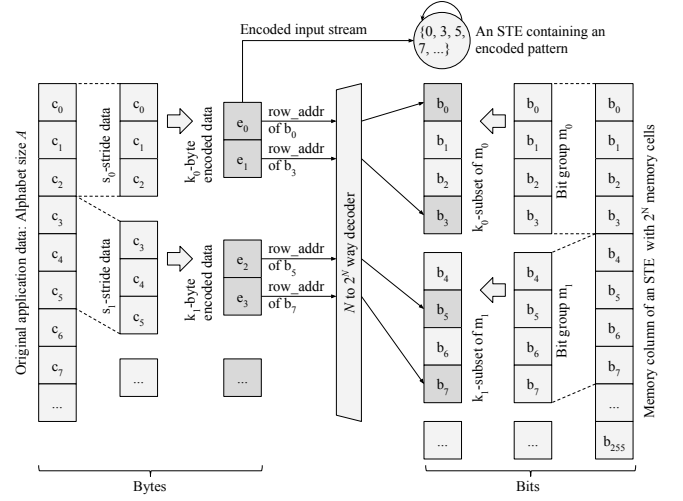 Encoded input stream
{0, 3, 5,
7, ...}
An STE containing an
encoded pattern
Original application data: Alphabet size A
c0
c1
c2
c3
c4
c5
c6
c7
...
s0-stride data
c0
c1
c2
s1-stride data
c3
c4
c5
...
k0-byte
encoded data
e0
e1
k1-byte
encoded data
e2
e3
...
row_addr
of b0
row_addr
of b3
row_addr
of b5
row_addr
of b7
N to 2^N way decoder
b0
b1
b2
b3
b4
b5
b6
b7
...
k0-subset of m0
k1-subset of m1
b0
b1
b2
b3
b4
b5
b6
b7
...
Bit group m0
Bit group m1
b0
b1
b2
b3
b4
b5
b6
b7
...
b255
Memory column of an STE with 2^N memory cells
Bytes
Bits